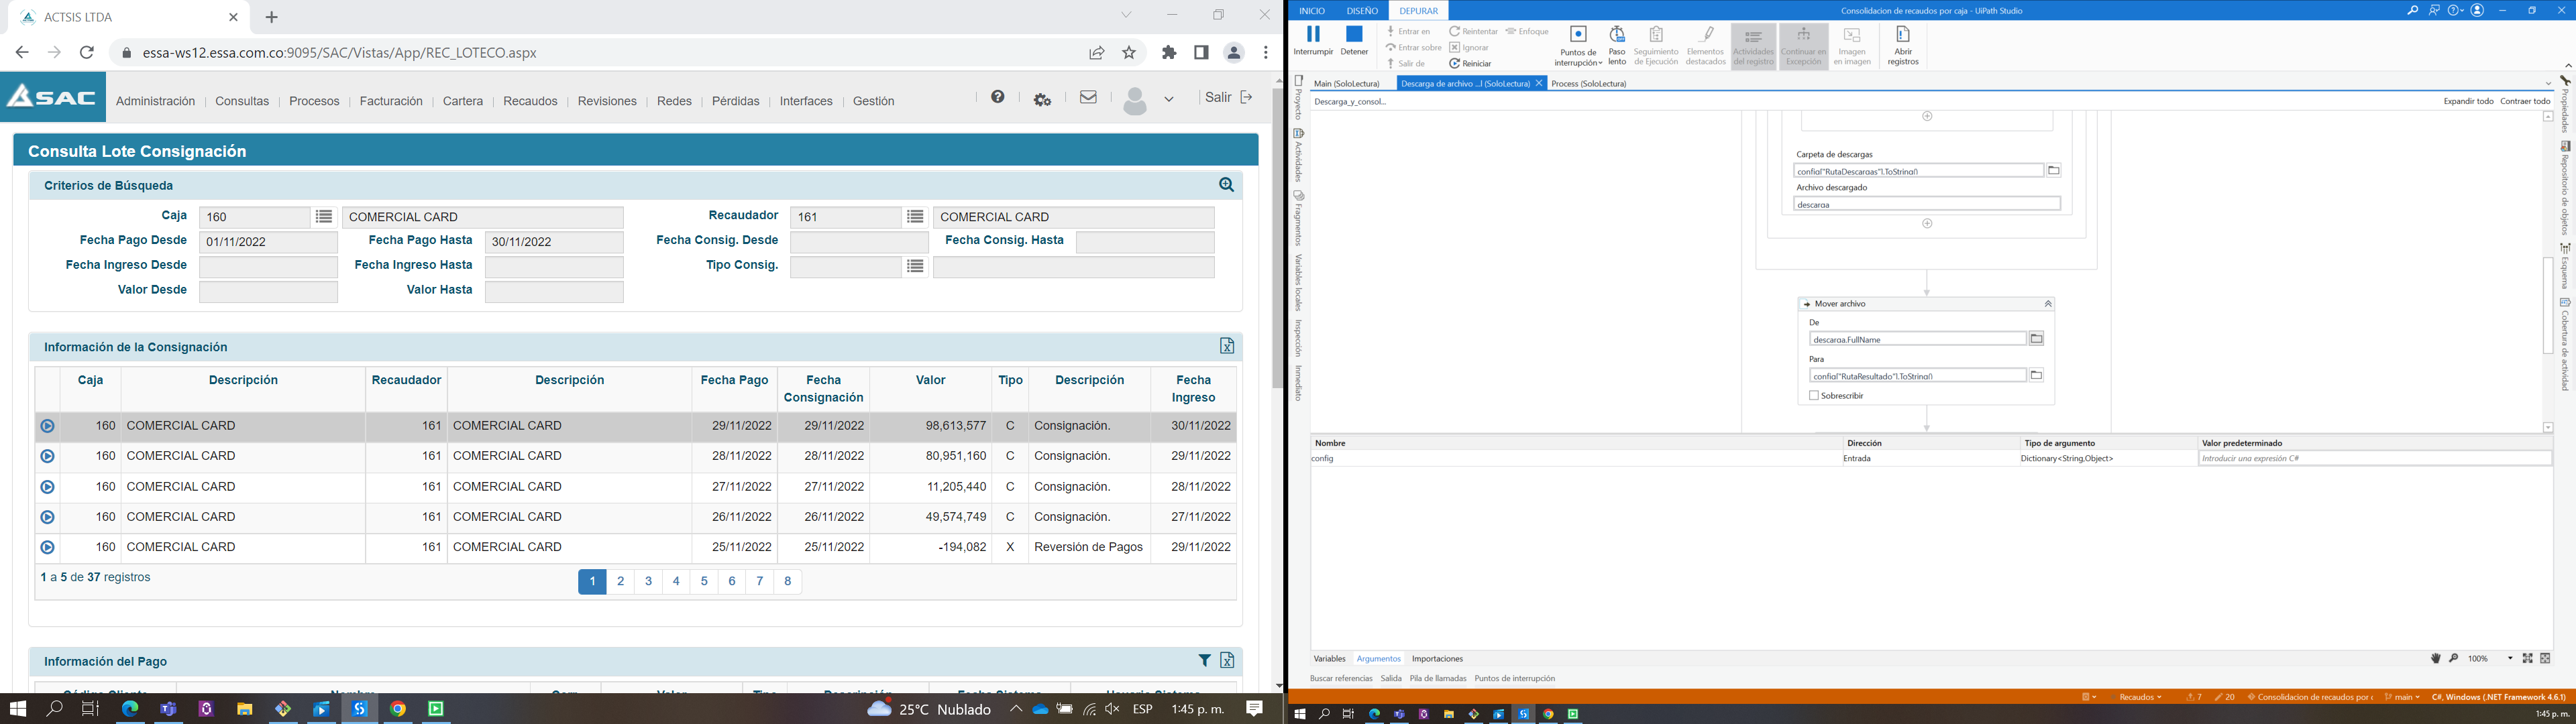 ACTSIS LTDA
essa-ws12.essa.com.co:9095/SAC/Vistas/App/REC_LOTECO.aspx
SAC Administración Consultas Procesos Facturación Cartera Recaudos Revisiones Redes Pérdidas Interfaces Gestión Salir
Consulta Lote Consignación
Criterios de Búsqueda
Caja 160 COMERCIAL CARD Recaudador 161 COMERCIAL CARD
Fecha Pago Desde 01/11/2022 Fecha Pago Hasta 30/11/2022 Fecha Consig. Desde Fecha Consig. Hasta
Fecha Ingreso Desde Fecha Ingreso Hasta Tipo Consig.
Valor Desde Valor Hasta
Información de la Consignación
Caja Descripción Recaudador Descripción Fecha Pago Fecha Consignación Valor Tipo Descripción Fecha Ingreso
160 COMERCIAL CARD 161 COMERCIAL CARD 29/11/2022 29/11/2022 98,613,577 C Consignación. 30/11/2022
160 COMERCIAL CARD 161 COMERCIAL CARD 28/11/2022 28/11/2022 80,951,160 C Consignación. 29/11/2022
160 COMERCIAL CARD 161 COMERCIAL CARD 27/11/2022 27/11/2022 11,205,440 C Consignación. 28/11/2022
160 COMERCIAL CARD 161 COMERCIAL CARD 26/11/2022 26/11/2022 49,574,749 C Consignación. 27/11/2022
160 COMERCIAL CARD 161 COMERCIAL CARD 25/11/2022 25/11/2022 -194,082 X Reversión de Pagos 29/11/2022
1 a 5 de 37 registros
1 2 3 4 5 6 7 8
Información del Pago
25°C Nublado ESP 1:45 p. m.
INICIO DISEÑO DEPURAR
Consolidacion de recaudos por caja - UiPath Studio
Interrumpir Detener
Entrar en Reintentar Enfoque
Entrar sobre Ignorar
Salir de Reiniciar
Puntos de interrupción
Paso lento
Seguimiento de Ejecución
Elementos destacados
Actividades del registro
Continuar en Excepción
Imagen en imagen
Abrir registros
Main (SoloLectura) Descarga de archivo ...l (SoloLectura) Process (SoloLectura)
Descarga_y_consol... Expandir todo Contraer todo
Proyecto
Actividades
Fragmentos
Variables locales
Inspección
Inmediato
Carpeta de descargas
config["RutaDescargas"].ToString()
Archivo descargado
descarga
Mover archivo
De
descarga.FullName
Para
config["RutaResultado"].ToString()
Sobrescribir
Propiedades
Repositorio de objetos
Esquema
Cobertura de actividad
Nombre Dirección Tipo de argumento Valor predeterminado
config Entrada Dictionary<String,Object> Introducir una expresión C#
Variables Argumentos Importaciones 100%
Buscar referencias Salida Pila de llamadas Puntos de interrupción
Recaudos 7 20 Consolidacion de recaudos por c main C#, Windows (.NET Framework 4.6.1)
1:45 p. m.